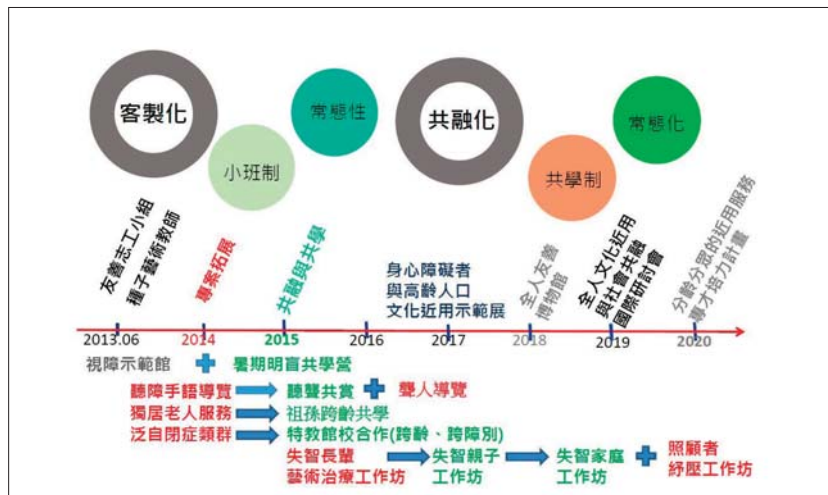 客製化
小班制
常態性
共融化
共學制
常態化
友善志工小組
種子藝術教師
專案拓展
共融與共學
身心障礙者
與高齡人口
文化近用示範展
全人友善
博物館
全人文化近用
與社會共融
國際研討會
分齡分眾的近用服務
專才培力計畫
2013.06
2014
2015
2016
2017
2018
2019
2020
視障示範館
暑期明盲共學營
聽障手語導覽
聽聾共賞
聾人導覽
獨居老人服務
祖孫跨齡共學
泛自閉症類群
特教館校合作(跨齡、跨障別)
失智長輩
藝術治療工作坊
失智親子
工作坊
失智家庭
工作坊
照顧者
紓壓工作坊